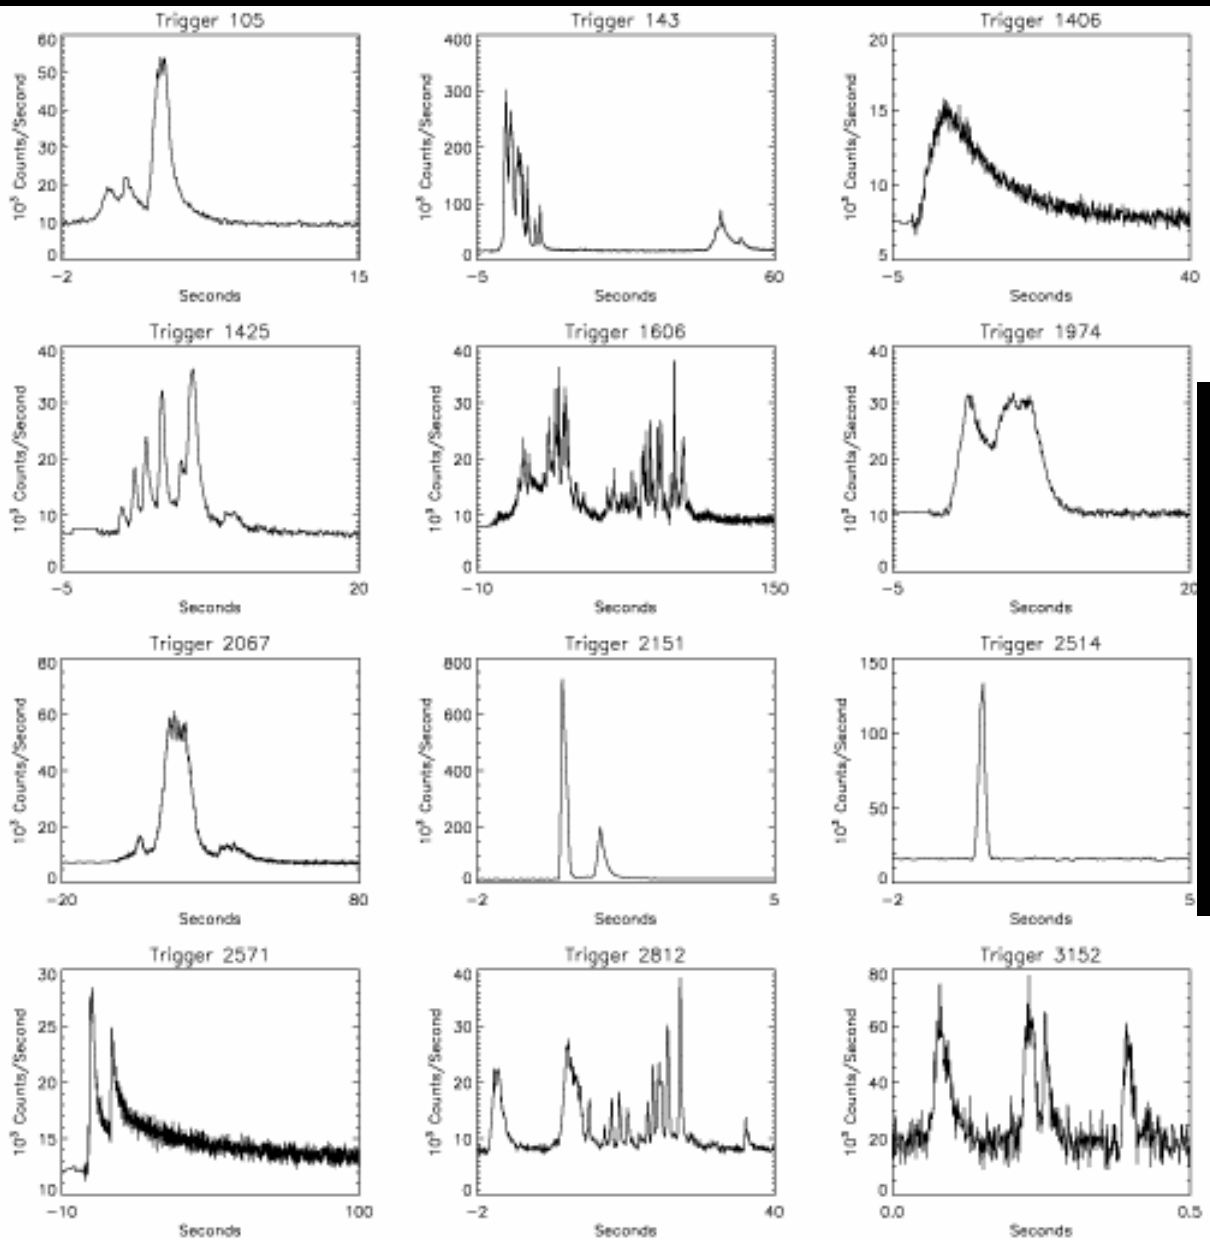 Trigger 105
60
50
40
30
20
10
0
10³ Counts/Second
-2
15
Seconds
Trigger 143
400
300
200
100
0
10³ Counts/Second
-5
60
Seconds
Trigger 1406
20
15
10
5
10³ Counts/Second
-5
40
Seconds
Trigger 1425
40
30
20
10
0
10³ Counts/Second
-5
20
Seconds
Trigger 1606
40
30
20
10
0
10³ Counts/Second
-10
150
Seconds
Trigger 1974
40
30
20
10
0
10³ Counts/Second
-5
20
Seconds
Trigger 2067
80
60
40
20
0
10³ Counts/Second
-20
80
Seconds
Trigger 2151
800
600
400
200
0
10³ Counts/Second
-2
5
Seconds
Trigger 2514
150
100
50
0
10³ Counts/Second
-2
5
Seconds
Trigger 2571
30
25
20
15
10
10³ Counts/Second
-10
100
Seconds
Trigger 2812
40
30
20
10
0
10³ Counts/Second
-2
40
Seconds
Trigger 3152
80
60
40
20
0
10³ Counts/Second
0.0
0.5
Seconds